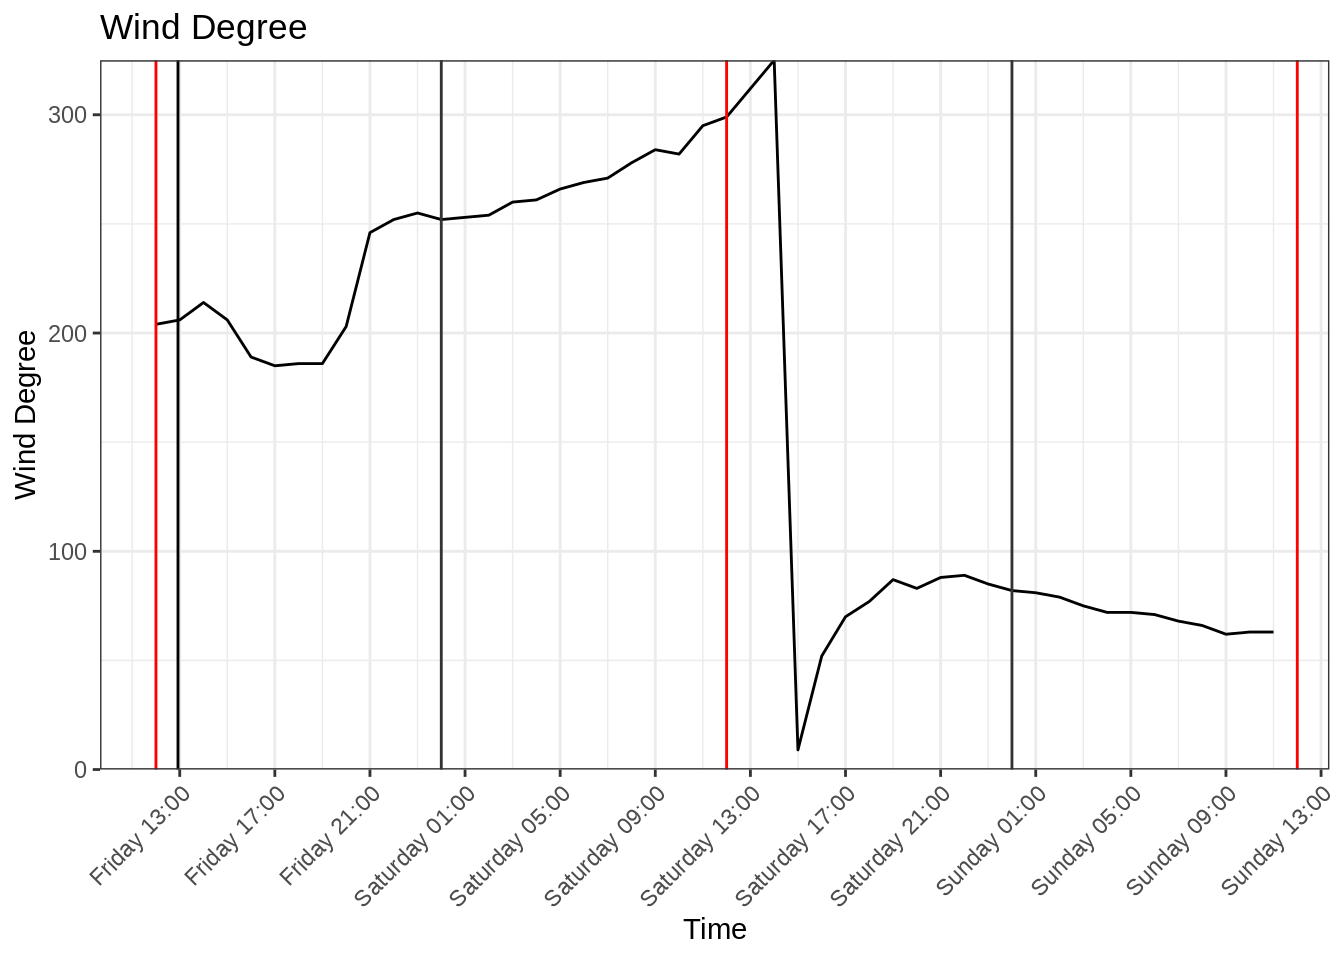 Wind Degree
Wind Degree
300
200
100
0
Friday 13:00
Friday 17:00
Friday 21:00
Saturday 01:00
Saturday 05:00
Saturday 09:00
Saturday 13:00
Saturday 17:00
Saturday 21:00
Sunday 01:00
Sunday 05:00
Sunday 09:00
Sunday 13:00
Time